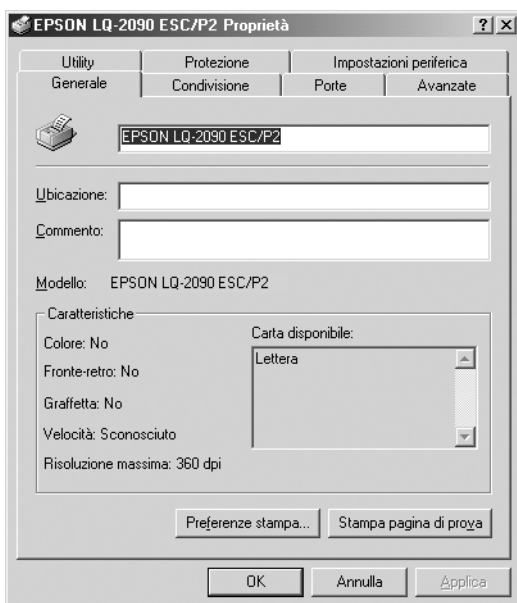 EPSON LQ-2090 ESC/P2 Proprietà
Utility Protezione Impostazioni periferica
Generale Condivisione Porte Avanzate
EPSON LQ-2090 ESC/P2
Ubicazione:
Commento:
Modello: EPSON LQ-2090 ESC/P2
Caratteristiche
Colore: No
Fronte-retro: No
Graffetta: No
Velocità: Sconosciuto
Risoluzione massima: 360 dpi
Carta disponibile:
Lettera
Preferenze stampa... Stampa pagina di prova
OK Annulla Applica